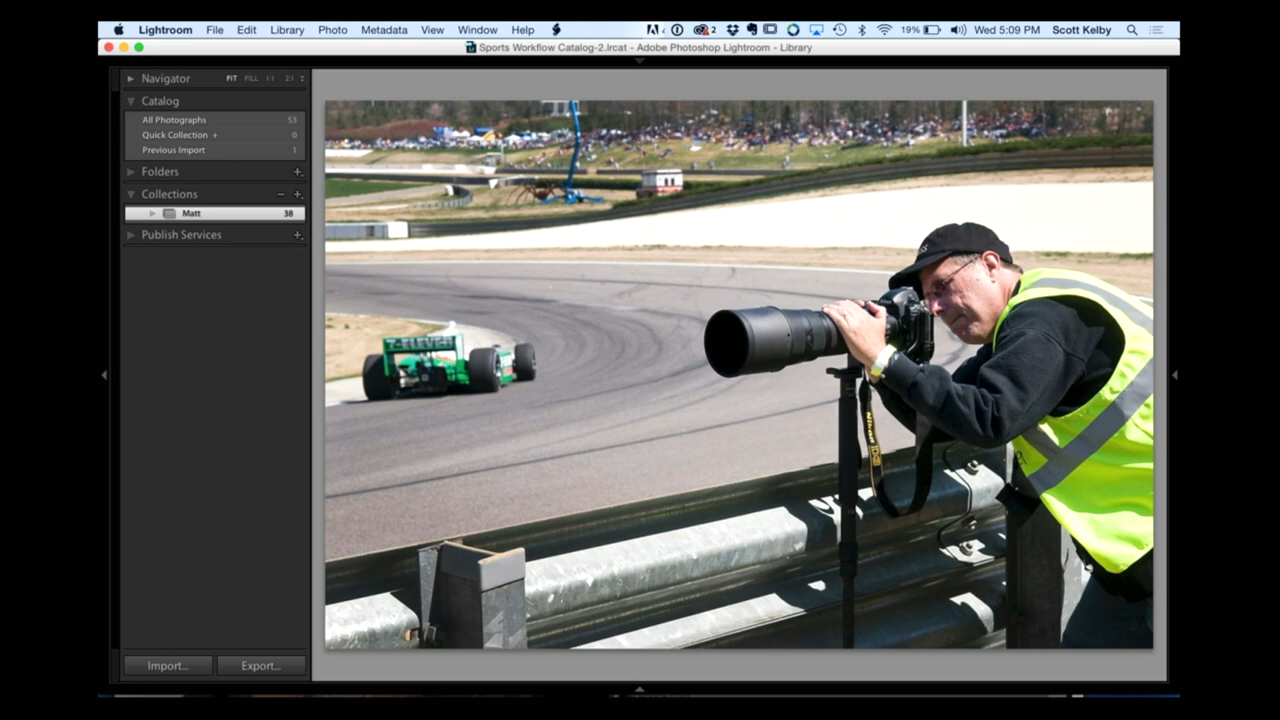 Lightroom File Edit Library Photo Metadata View Window Help 2 19% Wed 5:09 PM Scott Kelby
Sports Workflow Catalog-2.lrcat - Adobe Photoshop Lightroom - Library
Navigator FIT FILL 1:1 2:1
Catalog
All Photographs 53
Quick Collection + 0
Previous Import 1
Folders
Collections
Matt 38
Publish Services
7-ELEVEN
Nikon
Import... Export...